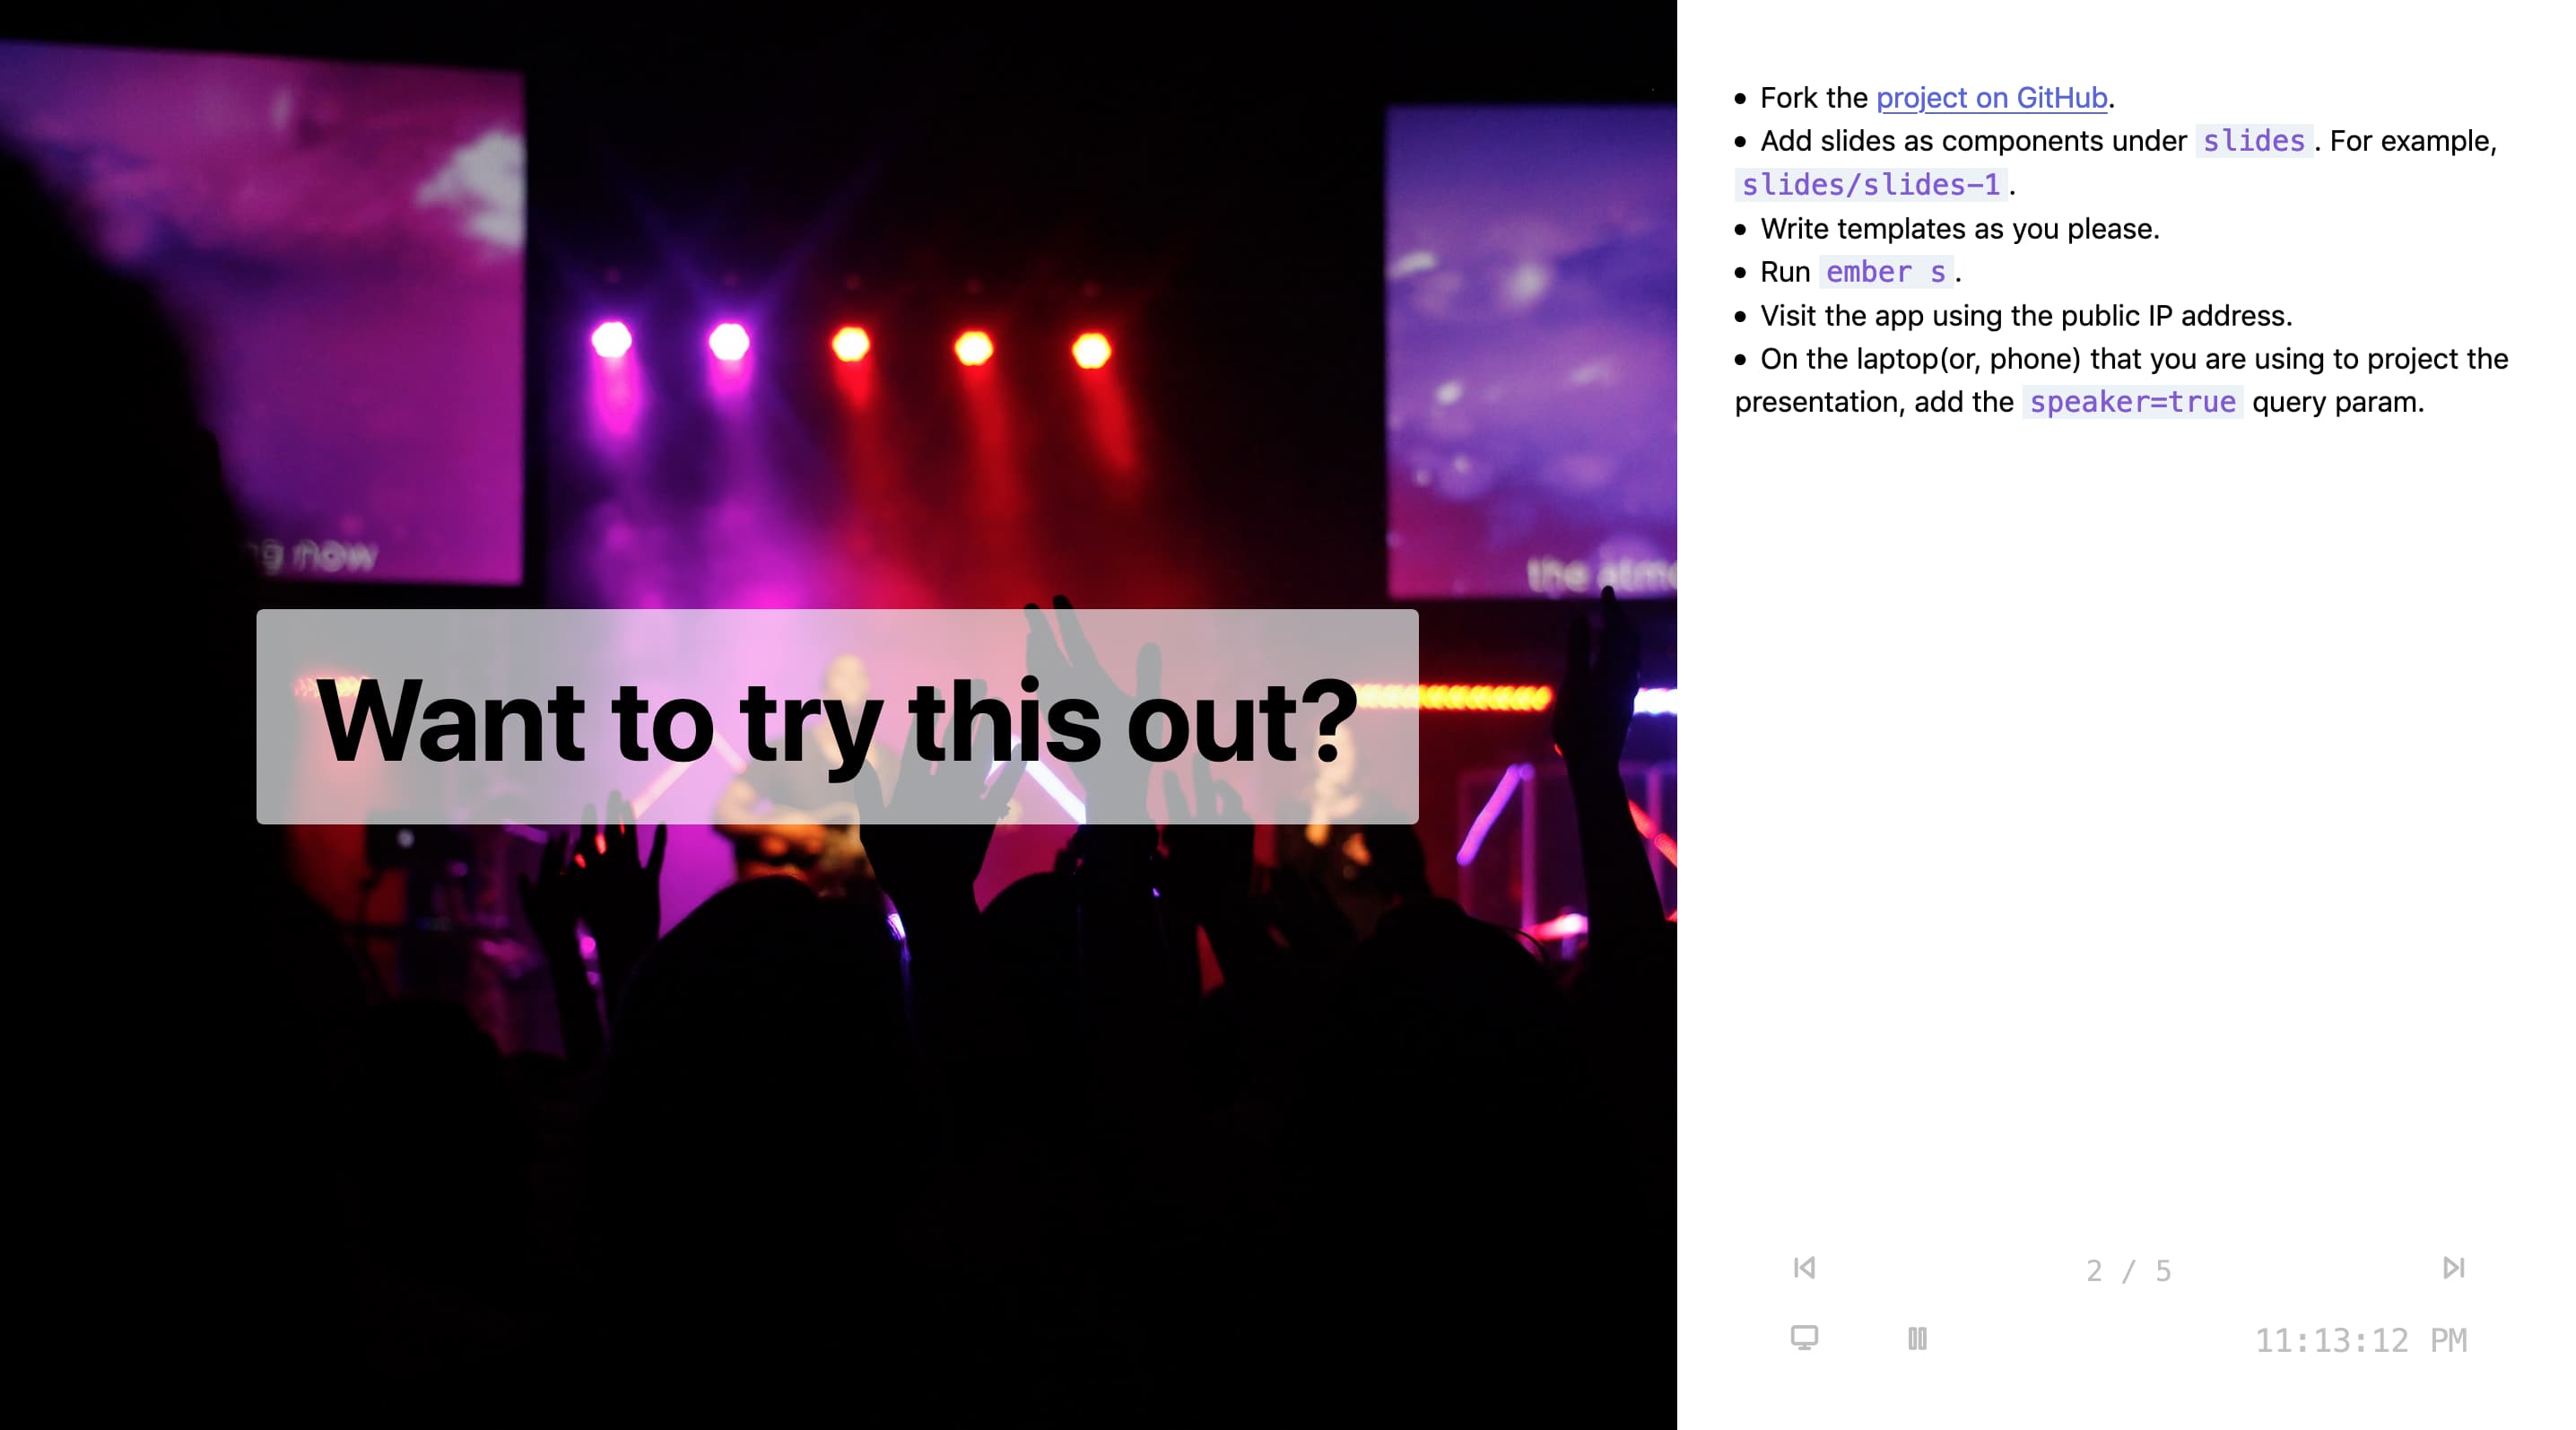 g now
the atm
Want to try this out?
• Fork the project on GitHub.
• Add slides as components under slides. For example,
slides/slides-1.
• Write templates as you please.
• Run ember s.
• Visit the app using the public IP address.
• On the laptop(or, phone) that you are using to project the
presentation, add the speaker=true query param.
2 / 5
11:13:12 PM